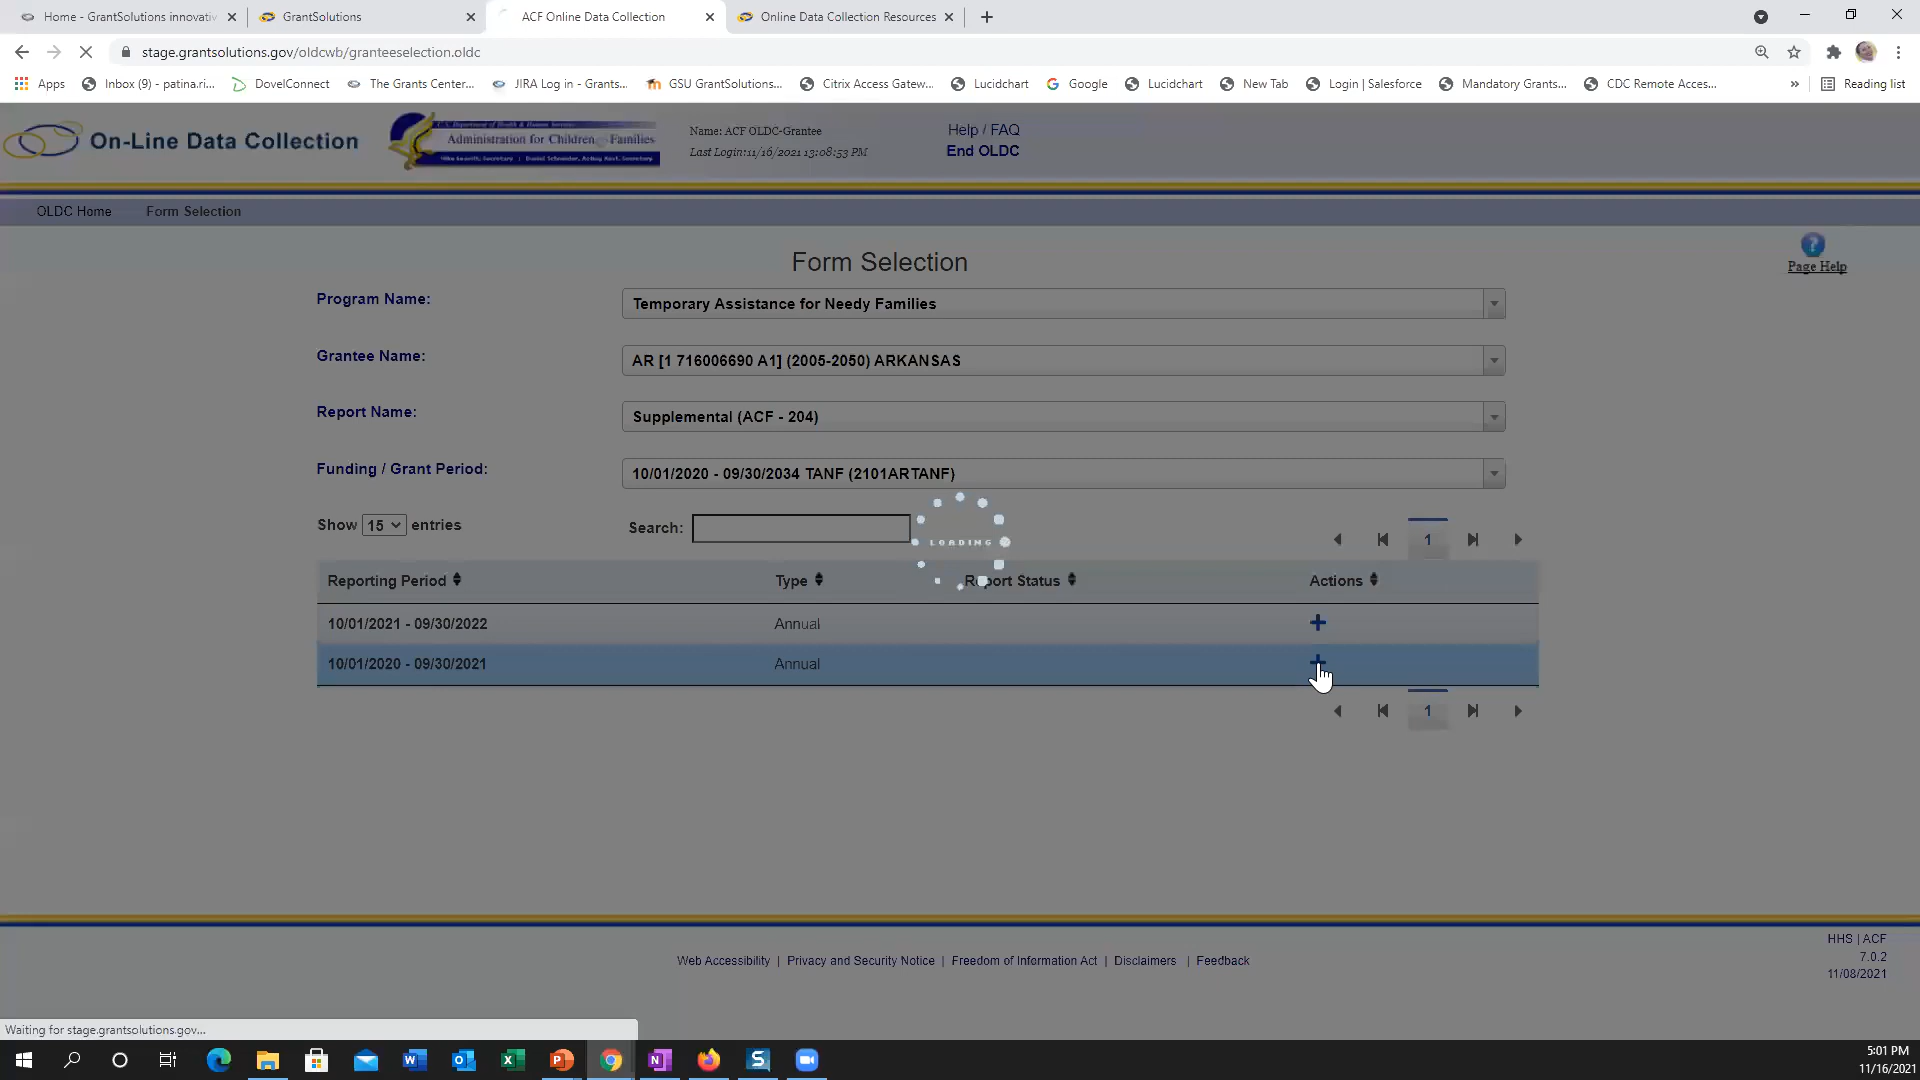 Home - GrantSolutions innovativ
GrantSolutions
ACF Online Data Collection
Online Data Collection Resources
stage.grantsolutions.gov/oldcwb/granteeselection.oldc
Apps
Inbox (9) - patina.ri...
DovelConnect
The Grants Center...
JIRA Log in - Grants...
GSU GrantSolutions...
Citrix Access Gatew...
Lucidchart
Google
Lucidchart
New Tab
Login | Salesforce
Mandatory Grants...
CDC Remote Acces...
»
Reading list
On-Line Data Collection
U.S. Department of Health & Human Services
Administration for Children & Families
Name: ACF OLDC-Grantee
Last Login:11/16/2021 13:08:53 PM
Help / FAQ
End OLDC
OLDC Home
Form Selection
Form Selection
Page Help
Program Name:
Temporary Assistance for Needy Families
Grantee Name:
AR [1 716006690 A1] (2005-2050) ARKANSAS
Report Name:
Supplemental (ACF - 204)
Funding / Grant Period:
10/01/2020 - 09/30/2034 TANF (2101ARTANF)
Show 15 entries
Search:
1
LOADING
Reporting Period
Type
Report Status
Actions
10/01/2021 - 09/30/2022
Annual
10/01/2020 - 09/30/2021
Annual
1
HHS | ACF
7.0.2
11/08/2021
Web Accessibility | Privacy and Security Notice | Freedom of Information Act | Disclaimers | Feedback
Waiting for stage.grantsolutions.gov...
5:01 PM
11/16/2021